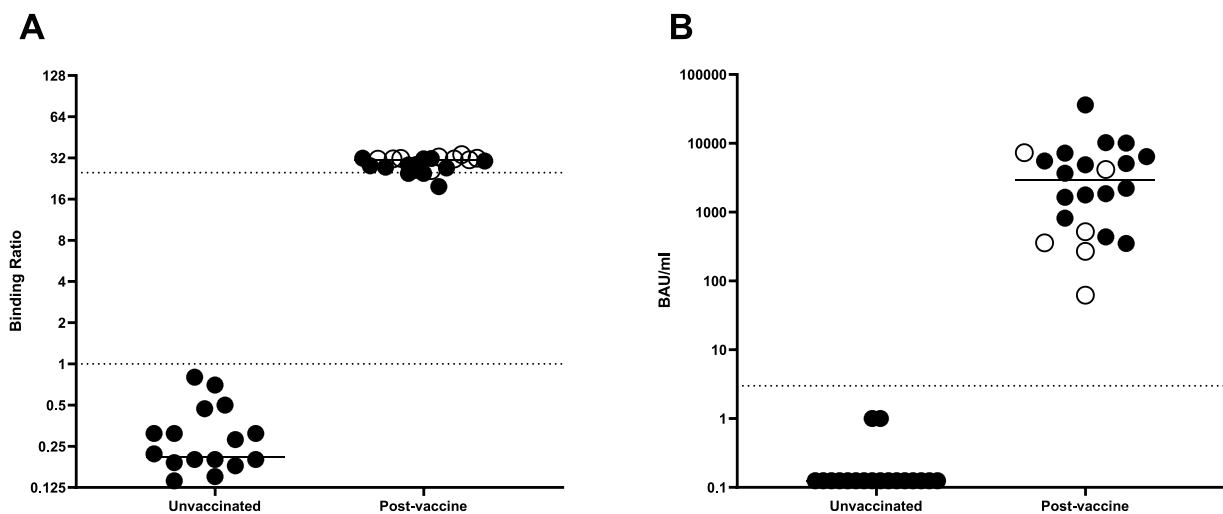 A
Binding Ratio
128
64
32
16
8
4
2
1
0.5
0.25
0.125
Unvaccinated
Post-vaccine
B
BAU/ml
100000
10000
1000
100
10
1
0.1
Unvaccinated
Post-vaccine